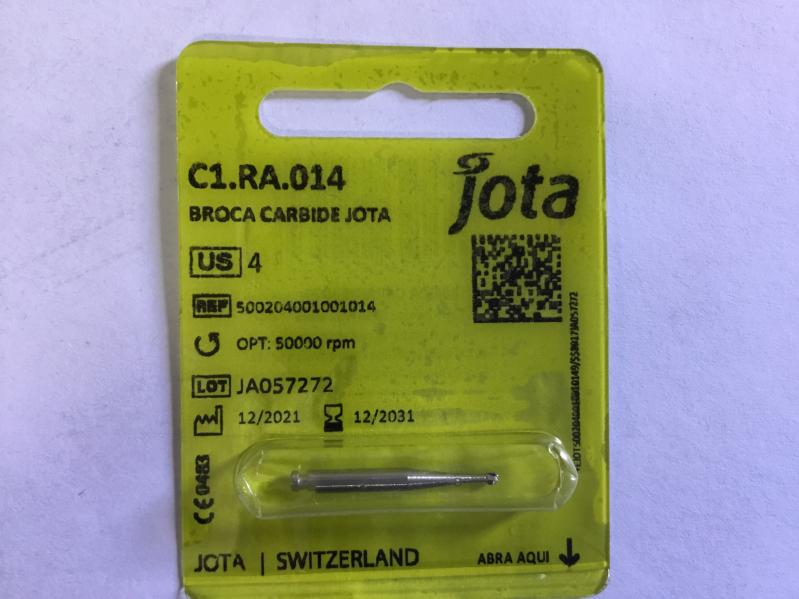 C1.RA.014
jota
BROCA CARBIDE JOTA
US 4
REF 500204001001014
OPT: 50000 rpm
LOT JA057272
12/2021 12/2031
CE 0483
JOTA | SWITZERLAND
ABRA AQUI